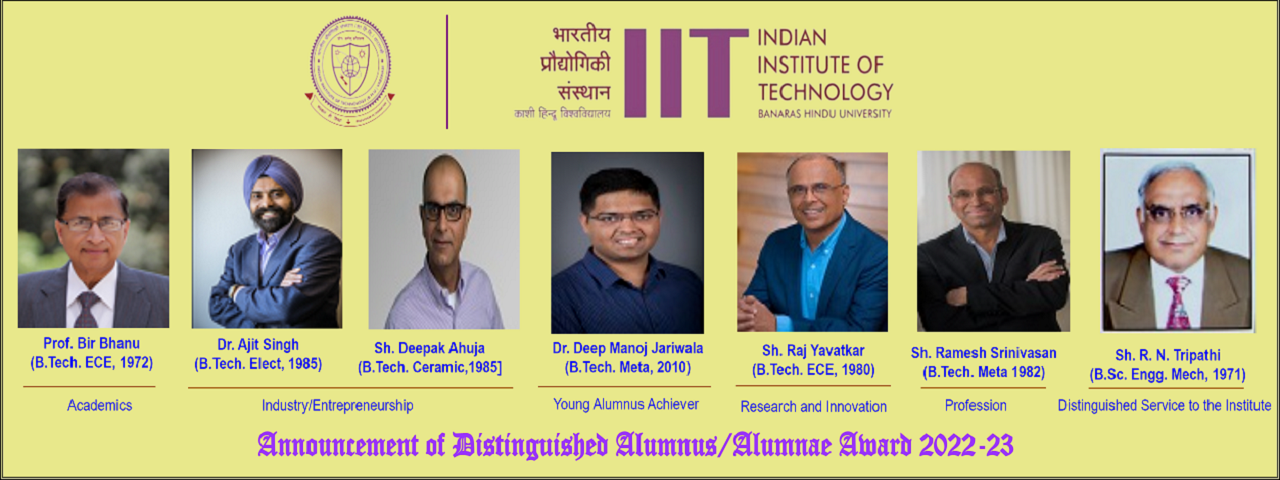 भारतीय
प्रौद्योगिकी
संस्थान
काशी हिन्दू विश्वविद्यालय
IIT
INDIAN
INSTITUTE OF
TECHNOLOGY
BANARAS HINDU UNIVERSITY
Prof. Bir Bhanu
(B.Tech. ECE, 1972)
Academics
Dr. Ajit Singh
(B.Tech. Elect, 1985)
Sh. Deepak Ahuja
(B.Tech. Ceramic,1985]
Industry/Entrepreneurship
Dr. Deep Manoj Jariwala
(B.Tech. Meta, 2010)
Young Alumnus Achiever
Sh. Raj Yavatkar
(B.Tech. ECE, 1980)
Research and Innovation
Sh. Ramesh Srinivasan
(B.Tech. Meta 1982)
Profession
Sh. R. N. Tripathi
(B.Sc. Engg. Mech, 1971)
Distinguished Service to the Institute
Announcement of Distinguished Alumnus/Alumnae Award 2022-23